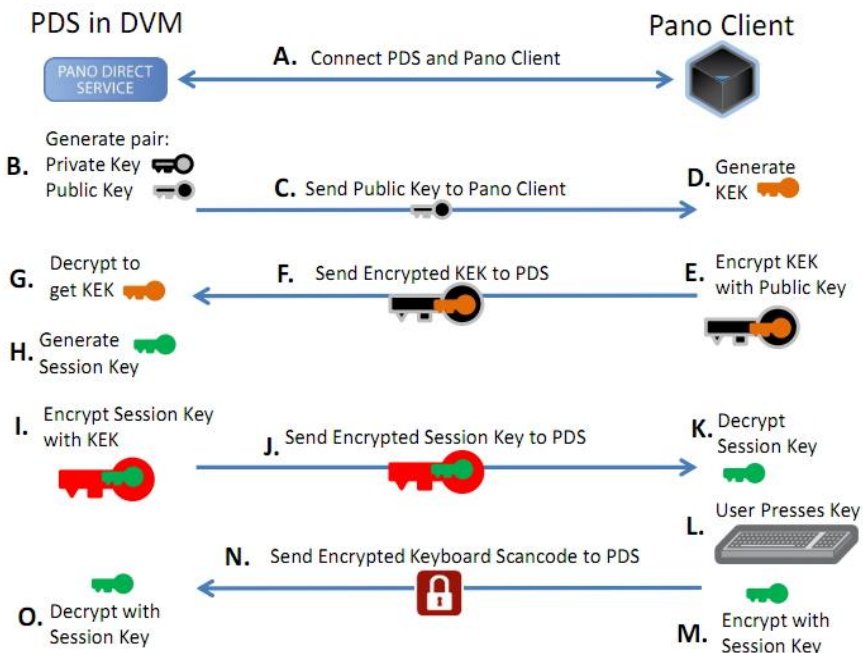 PDS in DVM
Pano Client
PANO DIRECT
SERVICE
A. Connect PDS and Pano Client
B. Generate pair:
Private Key
Public Key
C. Send Public Key to Pano Client
D. Generate
KEK
E. Encrypt KEK
with Public Key
F. Send Encrypted KEK to PDS
G. Decrypt to
get KEK
H. Generate
Session Key
I. Encrypt Session Key
with KEK
J. Send Encrypted Session Key to PDS
K. Decrypt
Session Key
L. User Presses Key
M. Encrypt with
Session Key
N. Send Encrypted Keyboard Scancode to PDS
O. Decrypt with
Session Key